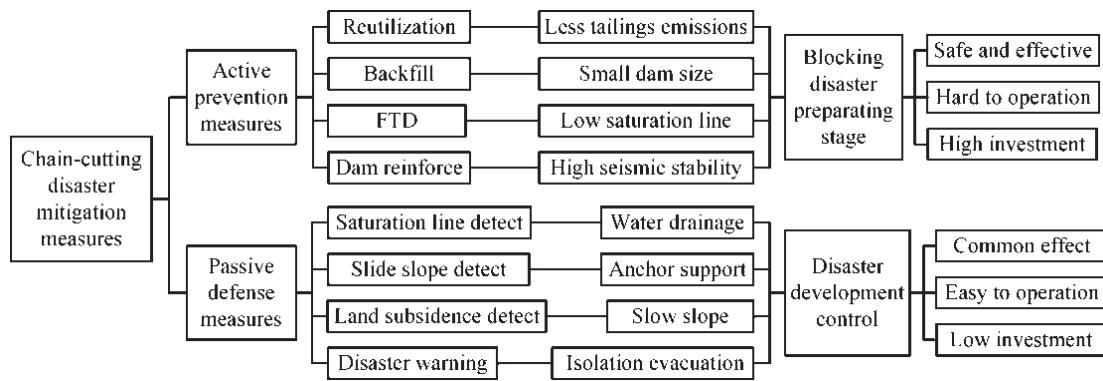 Chain-cutting
disaster
mitigation
measures
Active
prevention
measures
Reutilization
Less tailings emissions
Backfill
Small dam size
FTD
Low saturation line
Dam reinforce
High seismic stability
Blocking
disaster
preparating
stage
Safe and effective
Hard to operation
High investment
Passive
defense
measures
Saturation line detect
Water drainage
Slide slope detect
Anchor support
Land subsidence detect
Slow slope
Disaster warning
Isolation evacuation
Disaster
development
control
Common effect
Easy to operation
Low investment